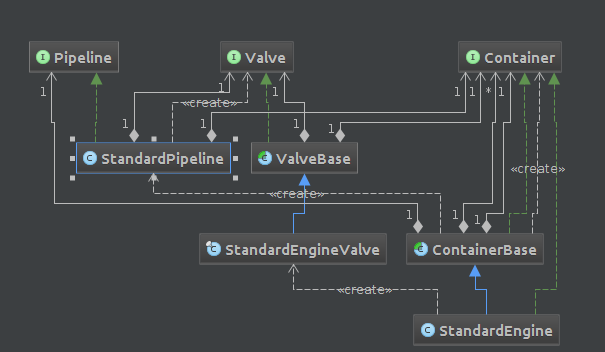 I Pipeline
I Valve
I Container
1 1 1 1 1 * 1
«create»
1 1 1 1
C StandardPipeline
C ValveBase
«create»
«create»
1 1 1
C StandardEngineValve
C ContainerBase
«create»
C StandardEngine